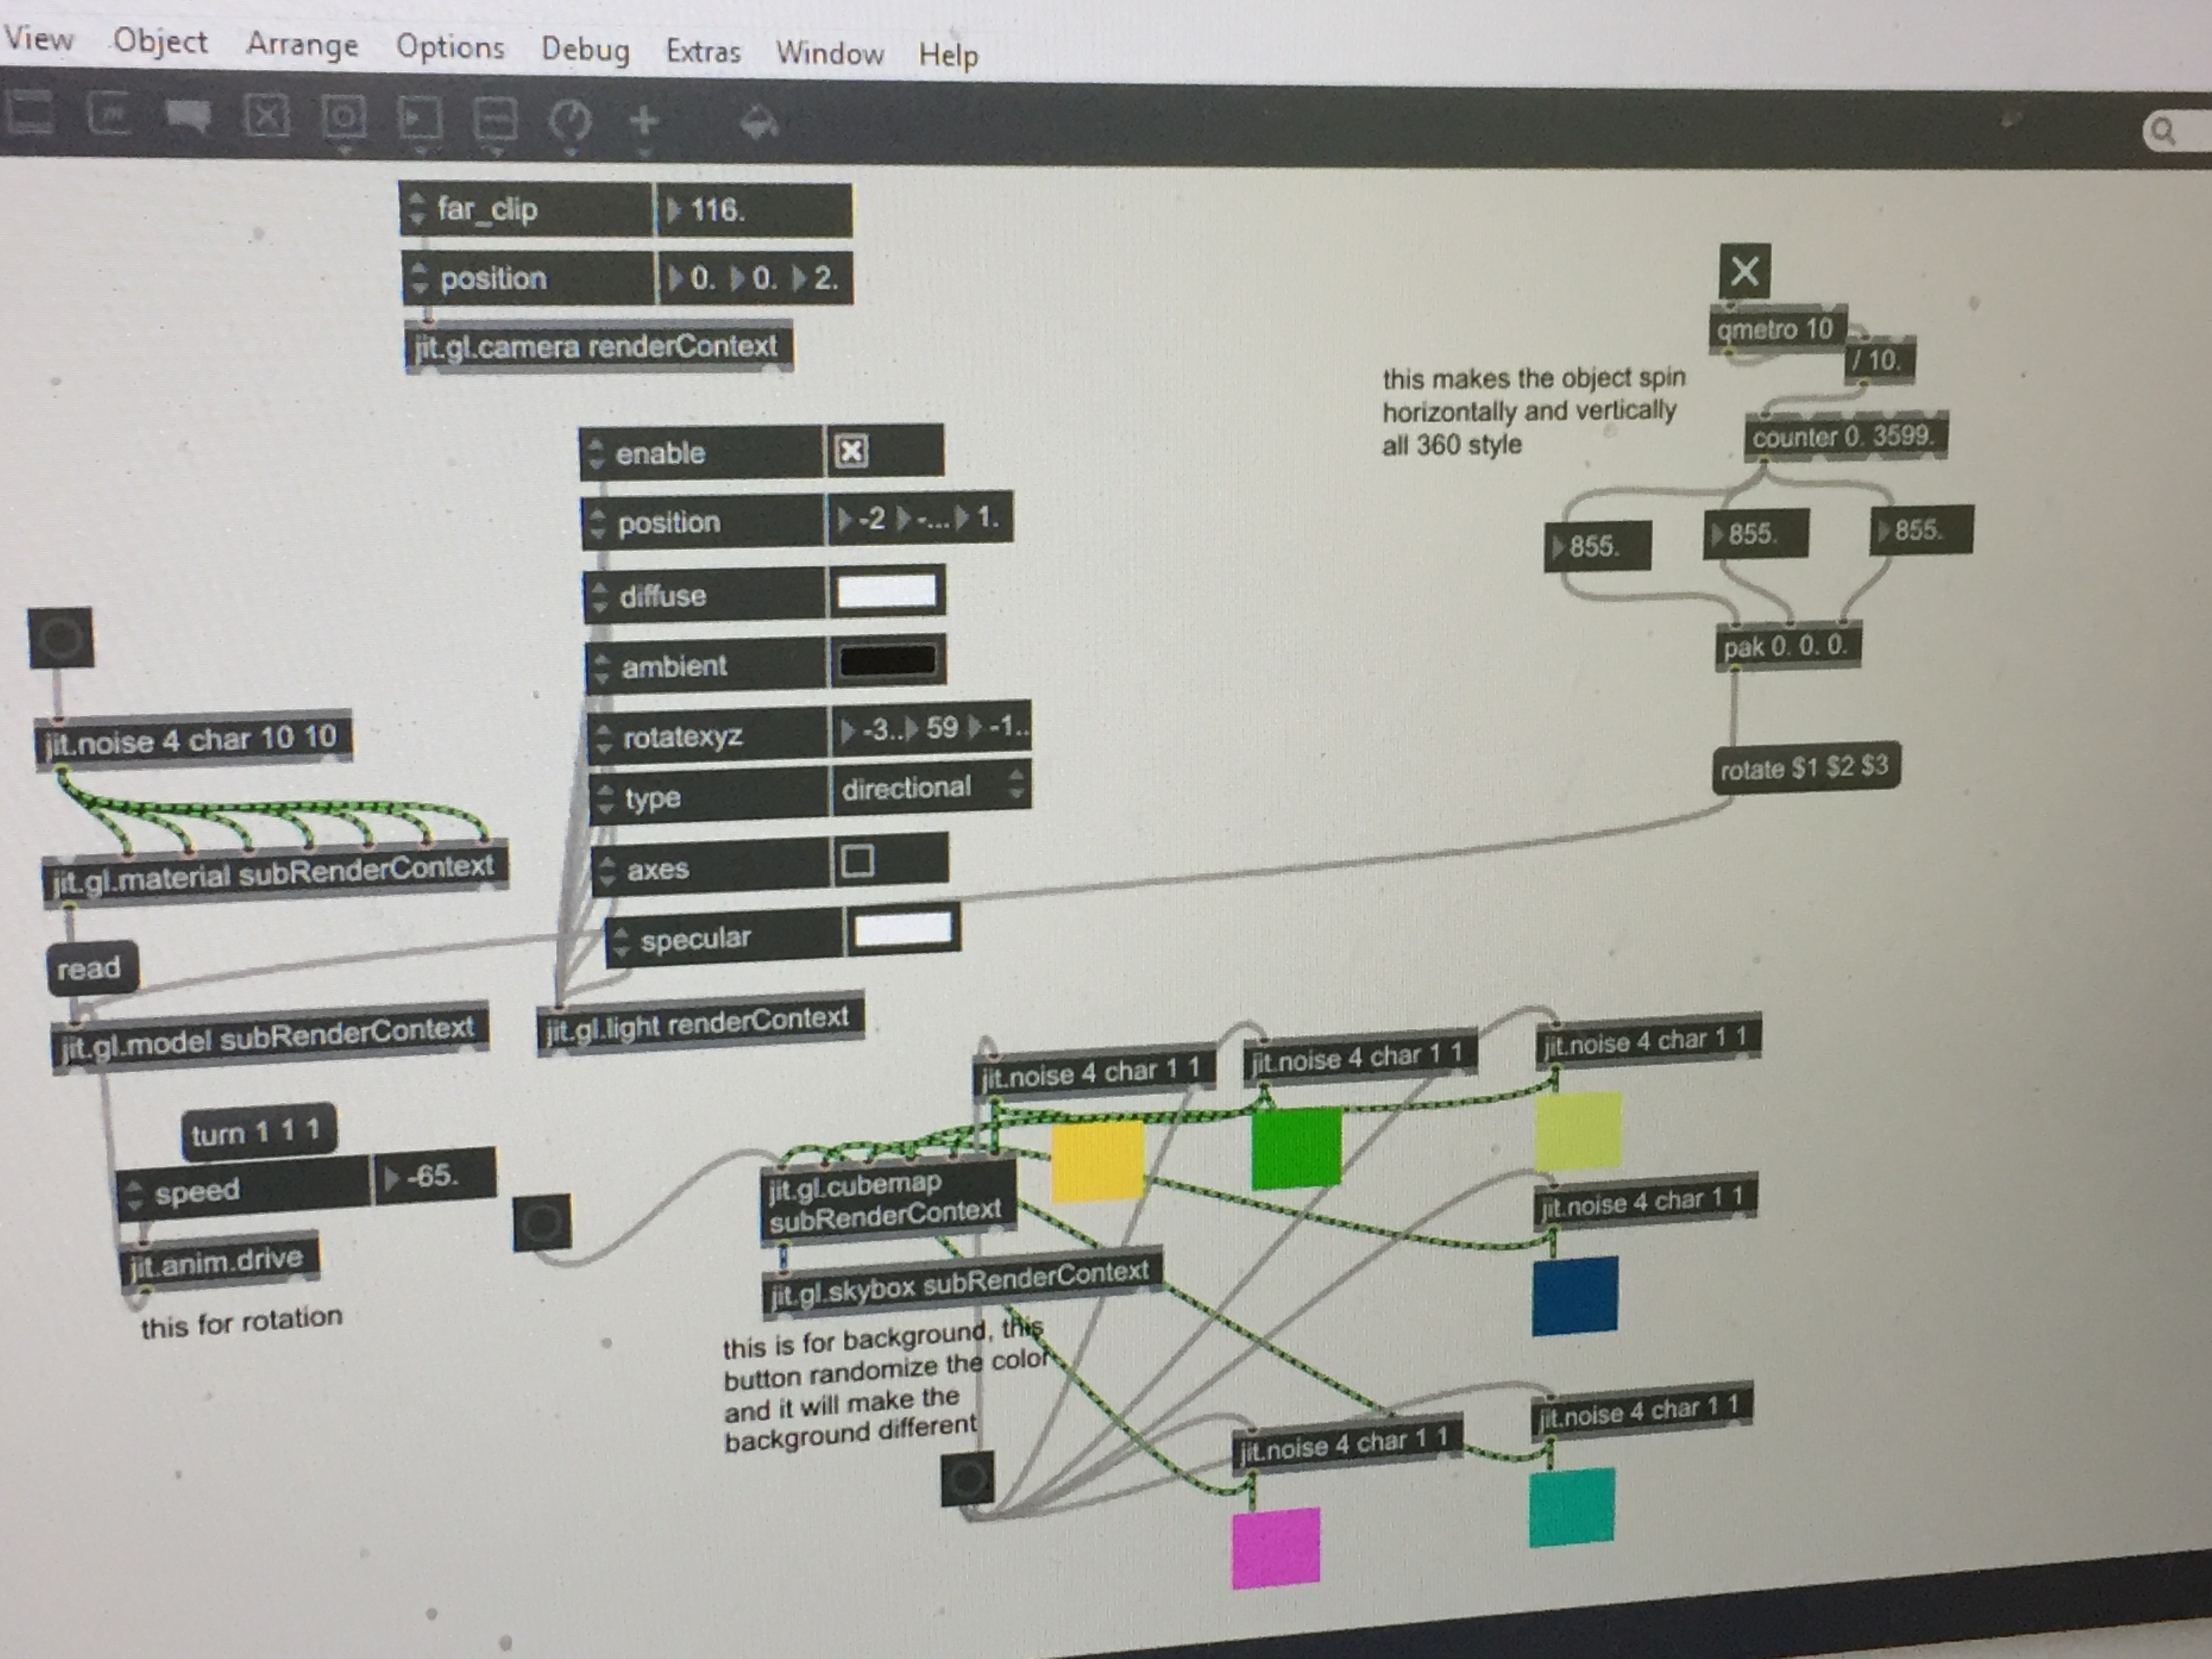 View Object Arrange Options Debug Extras Window Help
far_clip 116.
position 0. 0. 2.
jit.gl.camera renderContext
qmetro 10
/ 10.
this makes the object spin
horizontally and vertically
all 360 style
counter 0. 3599.
855. 855. 855.
pak 0. 0. 0.
rotate $1 $2 $3
enable
position -2 -... 1.
diffuse
ambient
rotatexyz -3.. 59 -1..
type directional
axes
specular
jit.gl.light renderContext
jit.noise 4 char 10 10
jit.gl.material subRenderContext
read
jit.gl.model subRenderContext
turn 1 1 1
speed -65.
jit.anim.drive
this for rotation
jit.noise 4 char 1 1
jit.noise 4 char 1 1
jit.noise 4 char 1 1
jit.gl.cubemap
subRenderContext
jit.noise 4 char 1 1
jit.gl.skybox subRenderContext
this is for background, this
button randomize the color
and it will make the
background different
jit.noise 4 char 1 1
jit.noise 4 char 1 1